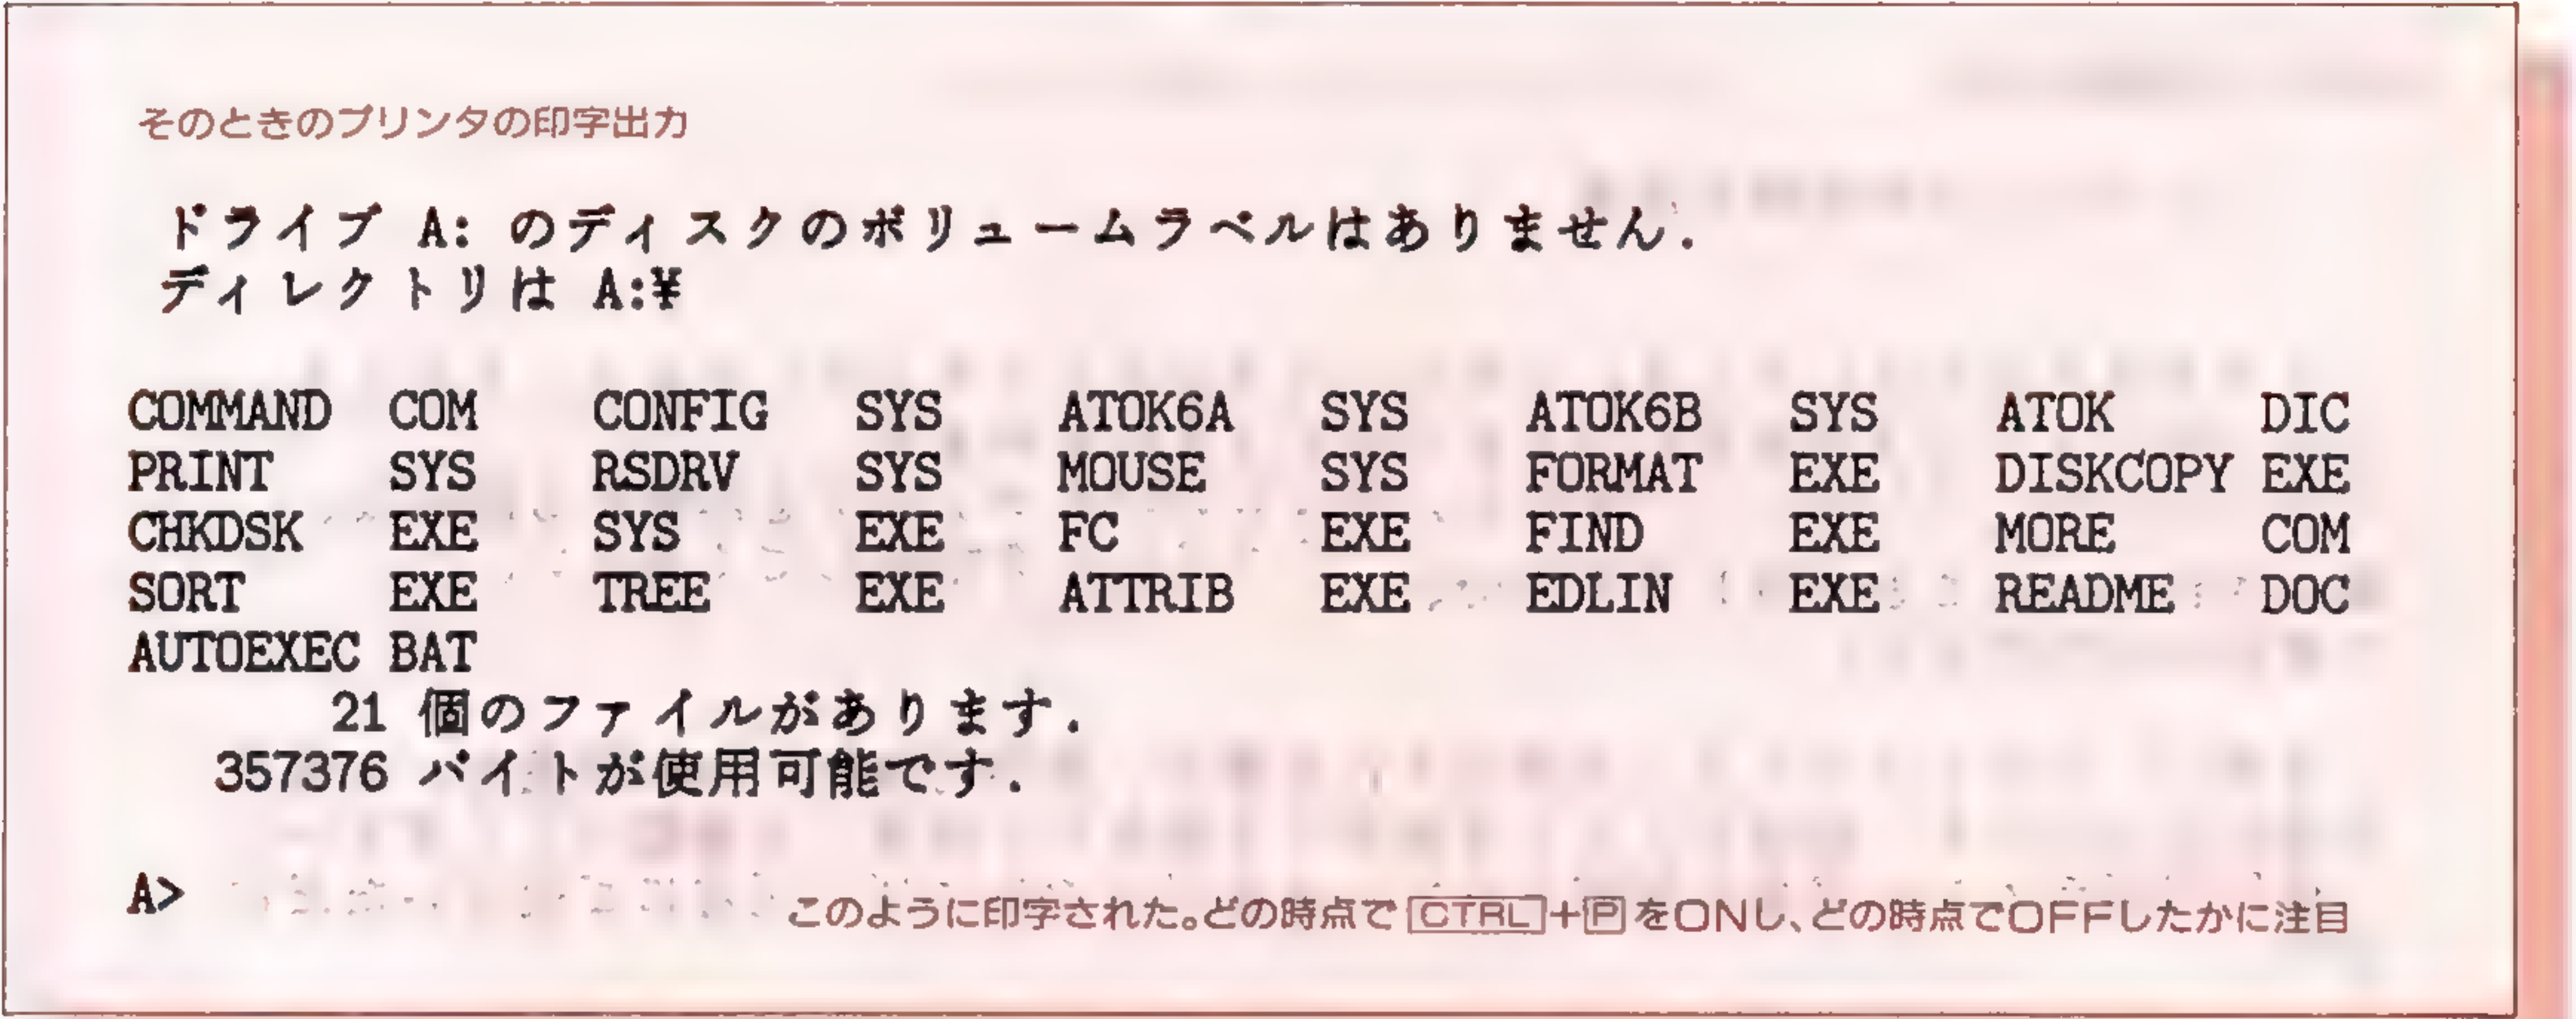 そのときのプリンタの印字出力
ドライブ A: のディスクのボリュームラベルはありません.
ディレクトリは A:¥
COMMAND COM CONFIG SYS ATOK6A SYS ATOK6B SYS ATOK DIC
PRINT SYS RSDRV SYS MOUSE SYS FORMAT EXE DISKCOPY EXE
CHKDSK EXE SYS EXE FC EXE FIND EXE MORE COM
SORT EXE TREE EXE ATTRIB EXE EDLIN EXE README DOC
AUTOEXEC BAT
21 個のファイルがあります.
357376 バイトが使用可能です.
A>
このように印字された。どの時点で CTRL+P をONし、どの時点でOFFしたかに注目